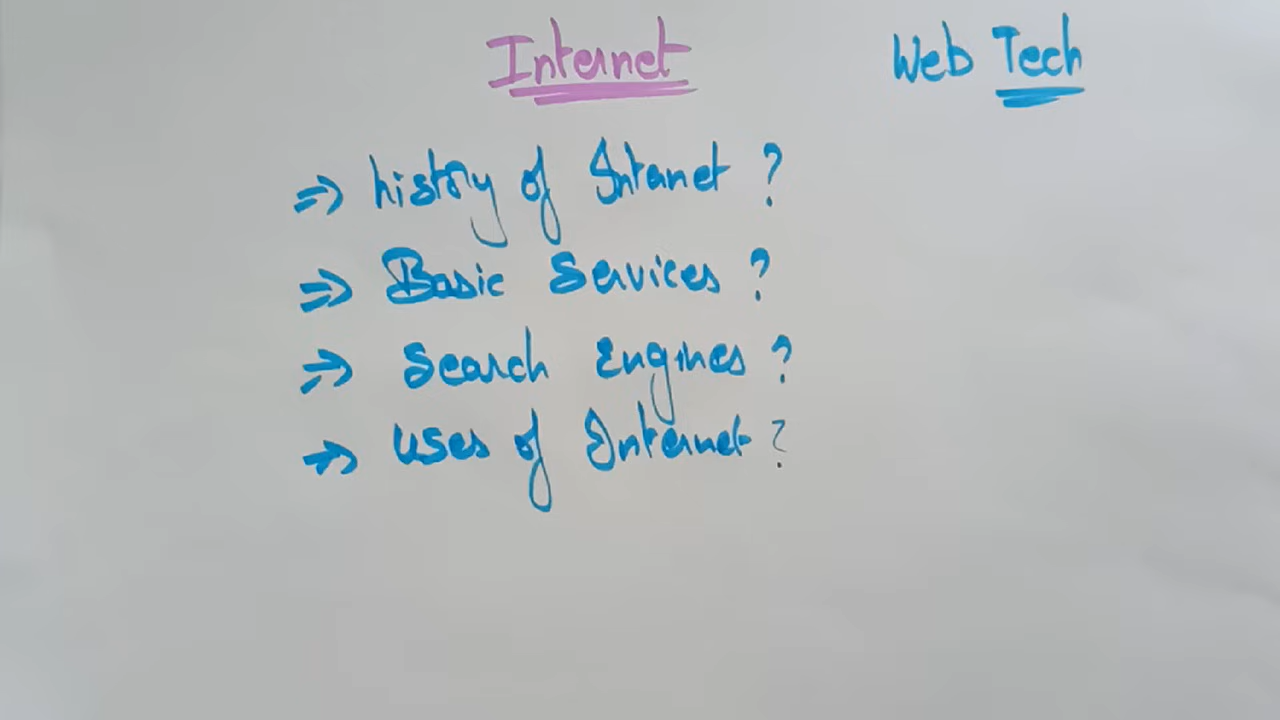 Internet
Web Tech
⇒ history of Internet ?
⇒ Basic Services ?
⇒ Search Engines ?
⇒ Uses of Internet ?